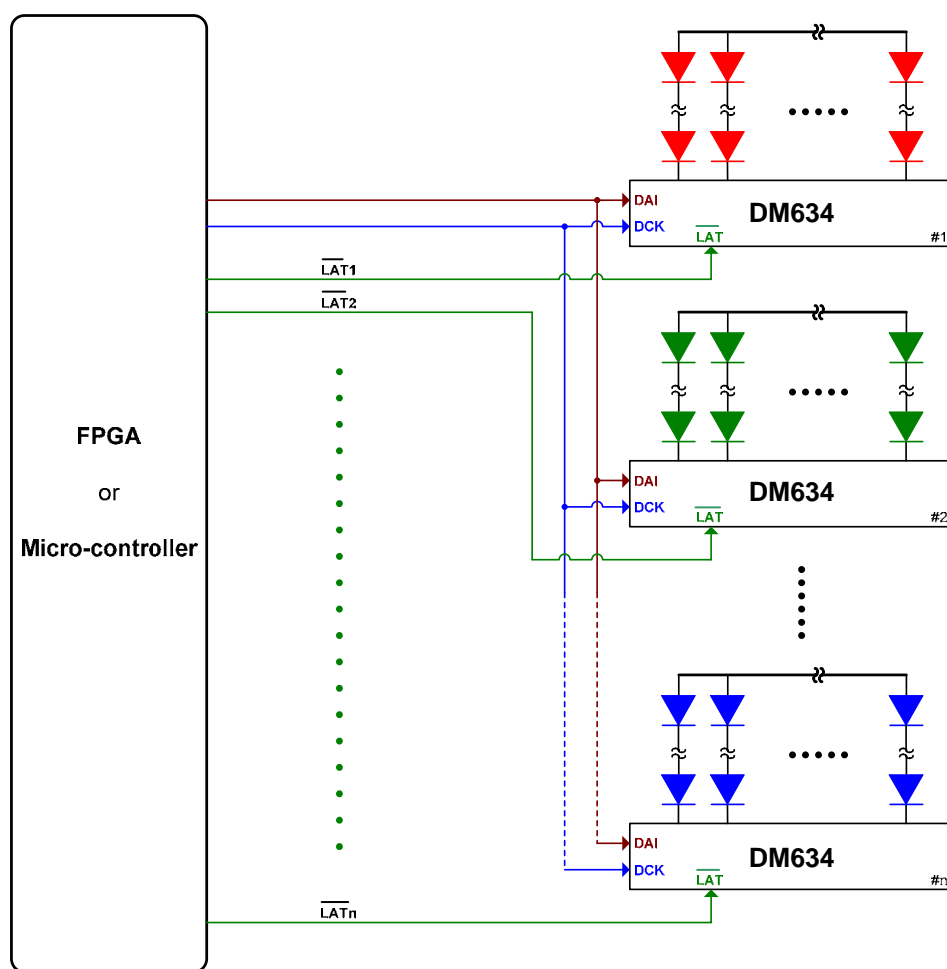 FPGA
or
Micro-controller
LAT1
LAT2
LATn
DAI
DM634
DCK
LAT
#1
DAI
DM634
DCK
LAT
#2
DAI
DM634
DCK
LAT
#n